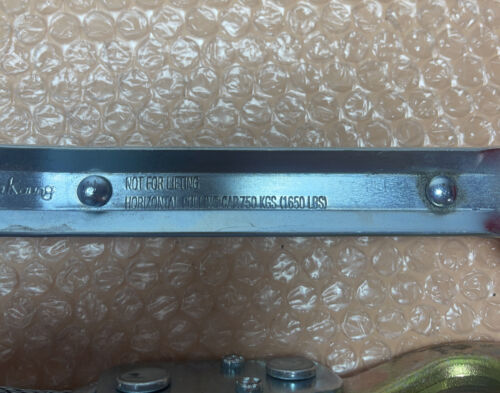 NOT FOR LIFTING
HORIZONTAL PULLING CAP.750 KGS (1650 LBS)